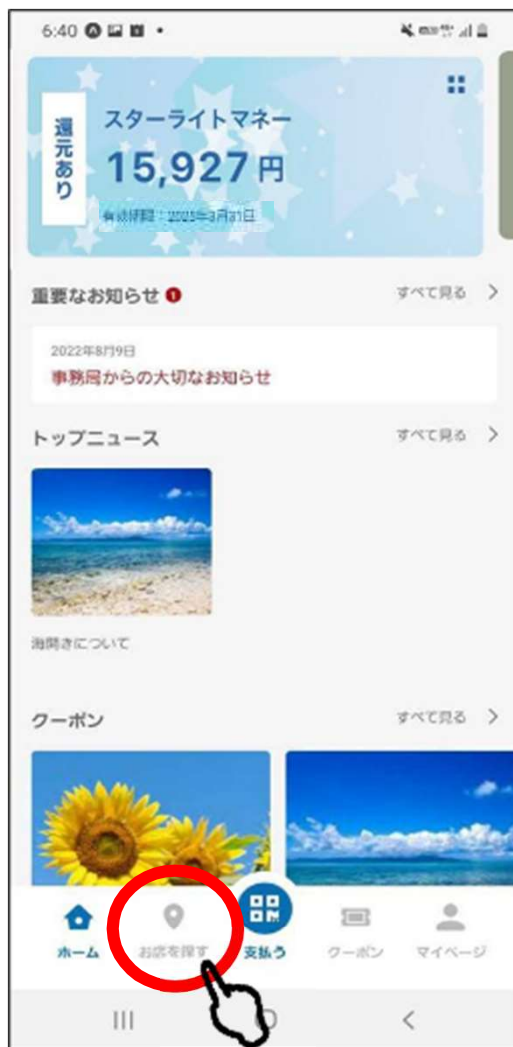 6:40
還元あり
スターライトマネー
15,927円
重要なお知らせ 1
すべて見る
2022年8月9日
事務局からの大切なお知らせ
トップニュース
すべて見る
海開きについて
クーポン
すべて見る
ホーム
お店を探す
支払う
クーポン
マイページ